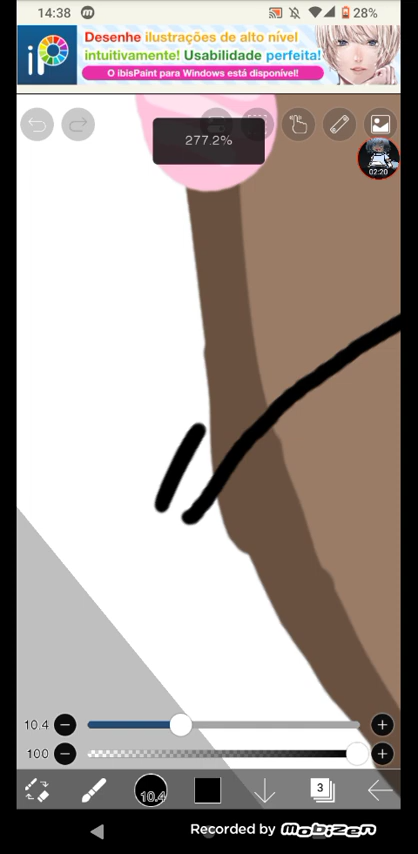 14:38
28%
iP
Desenhe ilustrações de alto nível
intuitivamente! Usabilidade perfeita!
O ibisPaint para Windows está disponível!
277.2%
02:20
10.4
100
10.4
3
Recorded by mobizen